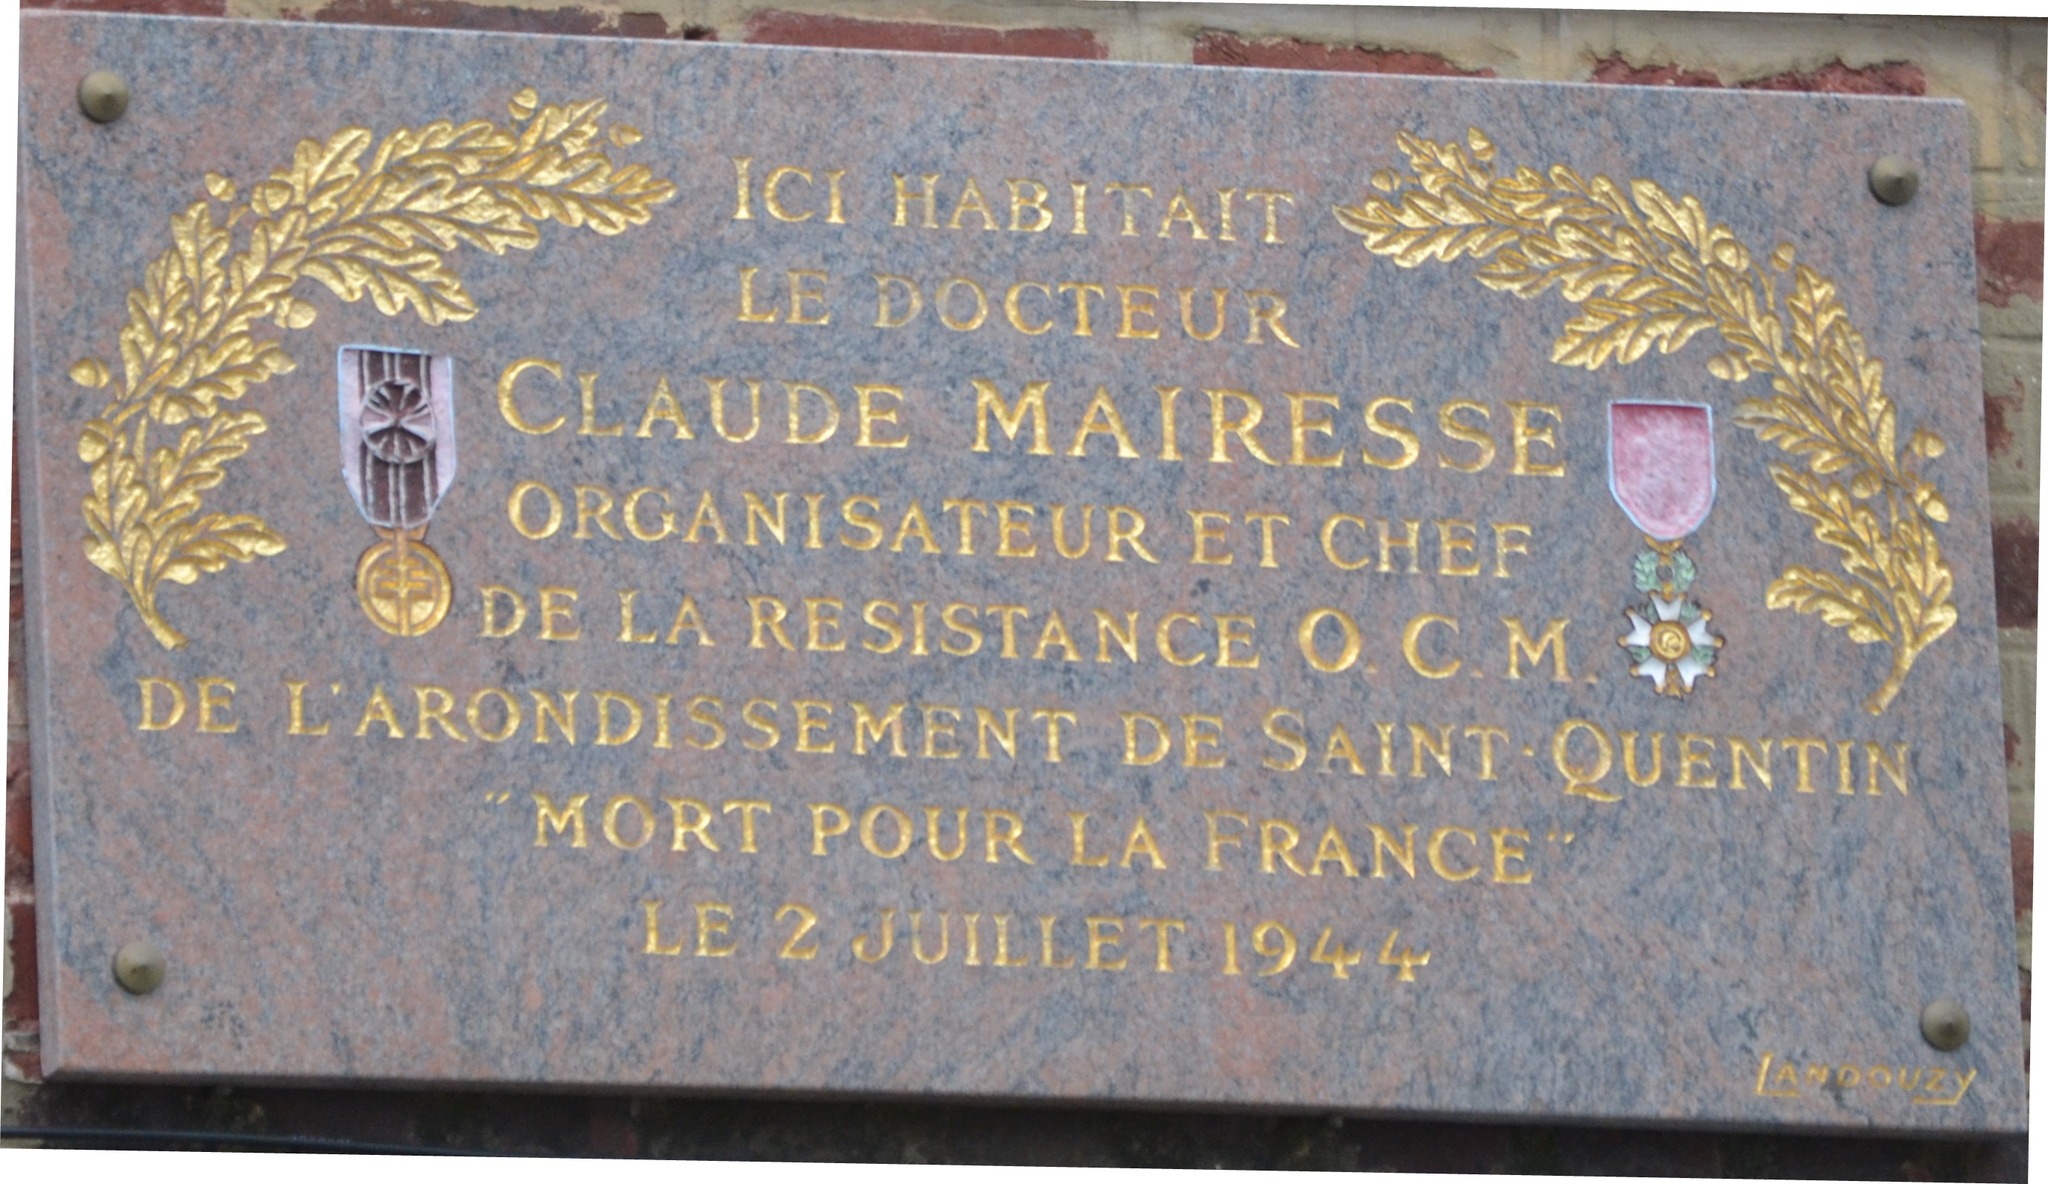 ICI HABITAIT
LE DOCTEUR
CLAUDE MAIRESSE
ORGANISATEUR ET CHEF
DE LA RESISTANCE O.C.M.
DE L'ARONDISSEMENT DE SAINT-QUENTIN
"MORT POUR LA FRANCE"
LE 2 JUILLET 1944
LANDOUZY